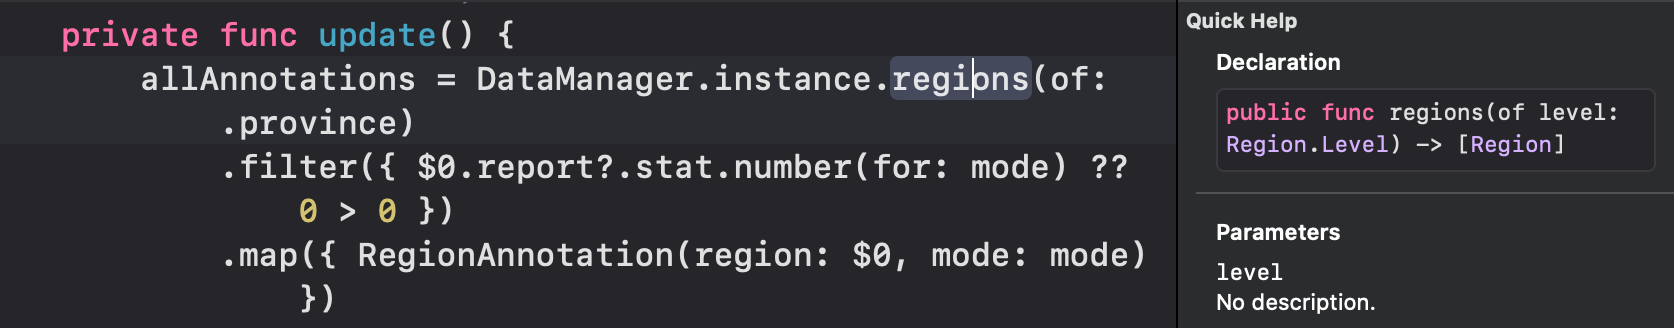 private func update() {
allAnnotations = DataManager.instance.regions(of:
.province)
.filter({ $0.report?.stat.number(for: mode) ??
0 > 0 })
.map({ RegionAnnotation(region: $0, mode: mode)
})
Quick Help
Declaration
public func regions(of level:
Region.Level) -> [Region]
Parameters
level
No description.